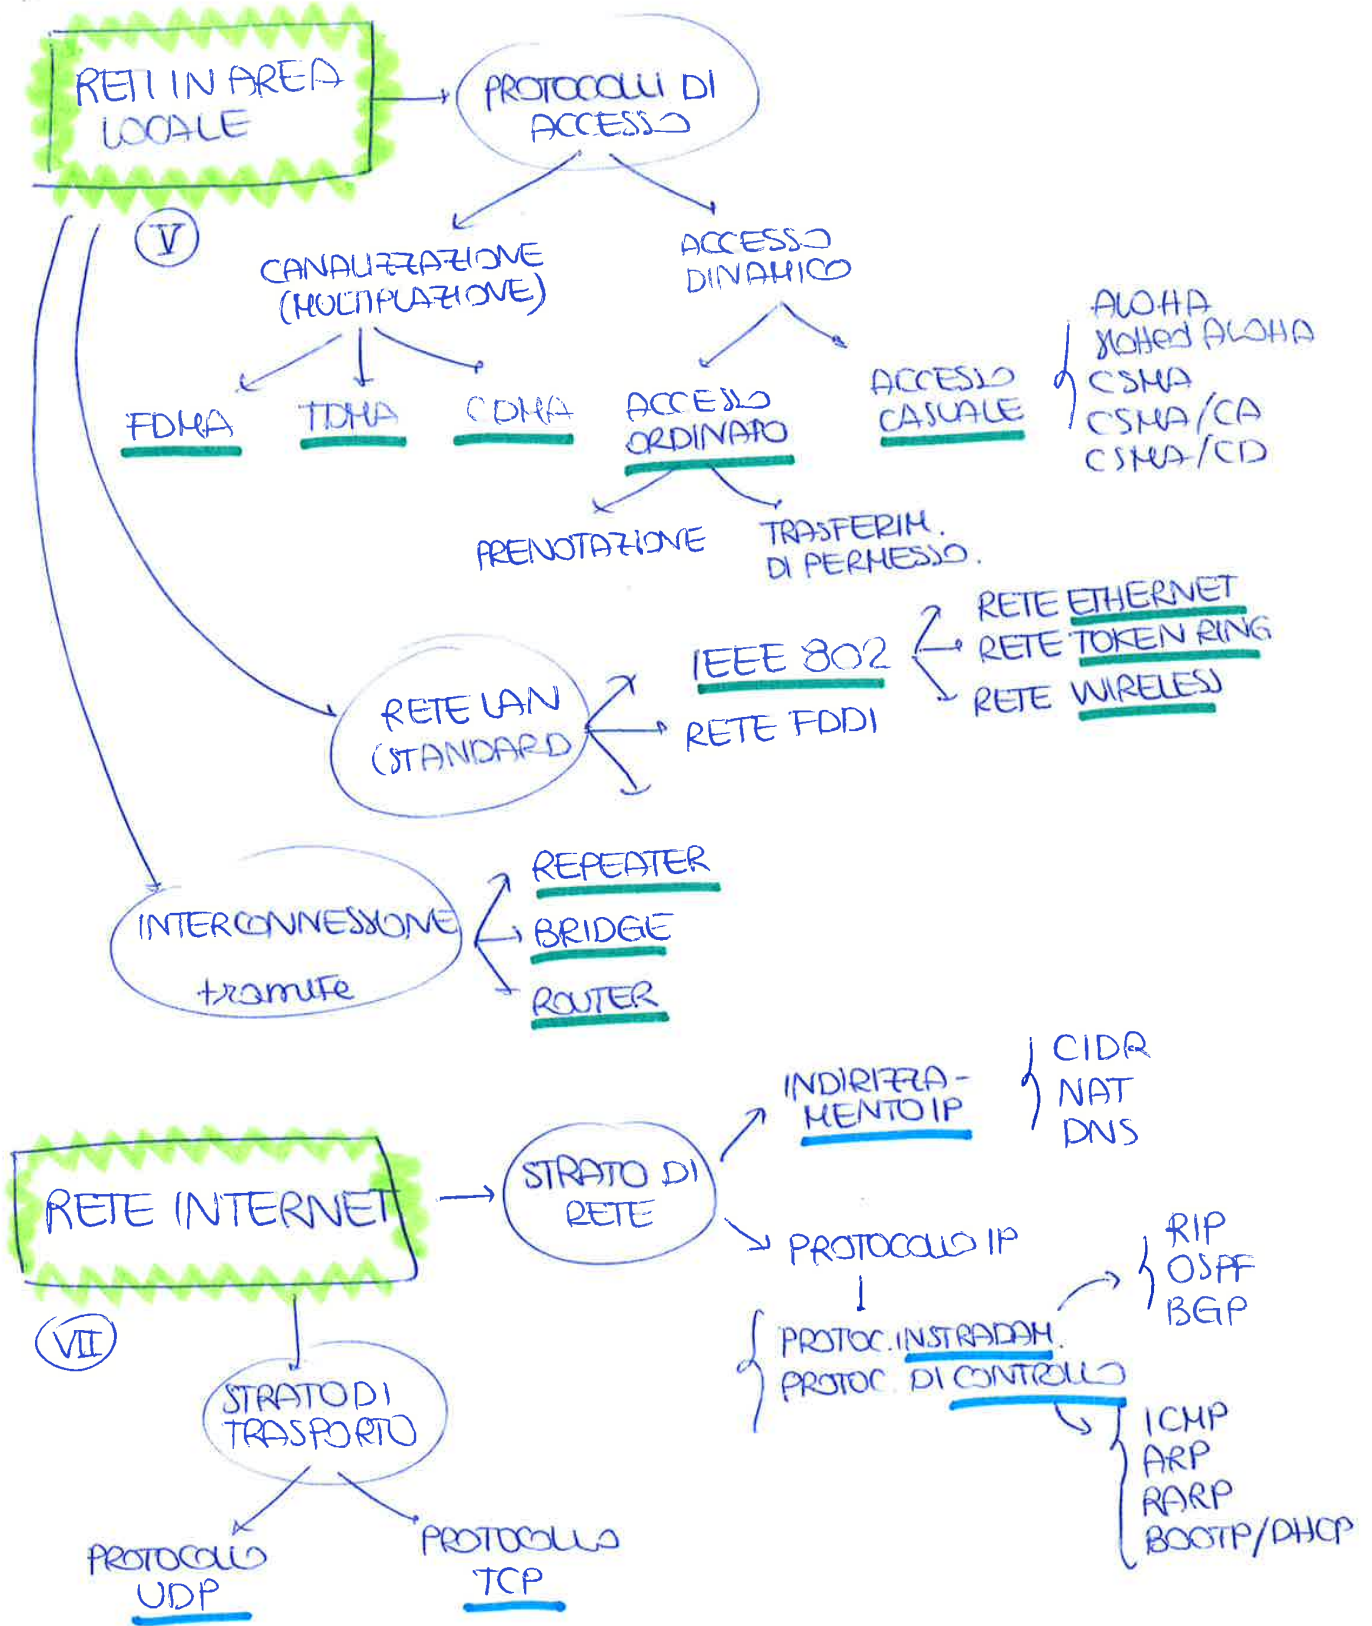 RETI IN AREA
LOCALE
PROTOCOLLI DI
ACCESSO
V
CANALIZZAZIONE
(MULTIPLAZIONE)
ACCESSO
DINAMICO
FDMA
TDMA
CDMA
ACCESSO
ORDINATO
ACCESSO
CASUALE
ALOHA
slotted ALOHA
CSMA
CSMA/CA
CSMA/CD
PRENOTAZIONE
TRASFERIM.
DI PERMESSO.
RETE LAN
(STANDARD
IEEE 802
RETE FDDI
RETE ETHERNET
RETE TOKEN RING
RETE WIRELESS
INTERCONNESSIONE
tramite
REPEATER
BRIDGE
ROUTER
RETE INTERNET
VII
STRATO DI
RETE
INDIRIZZA-
MENTO IP
CIDR
NAT
DNS
PROTOCOLLO IP
PROTOC. INSTRADAM.
PROTOC. DI CONTROLLO
RIP
OSPF
BGP
ICMP
ARP
RARP
BOOTP/DHCP
STRATO DI
TRASPORTO
PROTOCOLLO
UDP
PROTOCOLLO
TCP